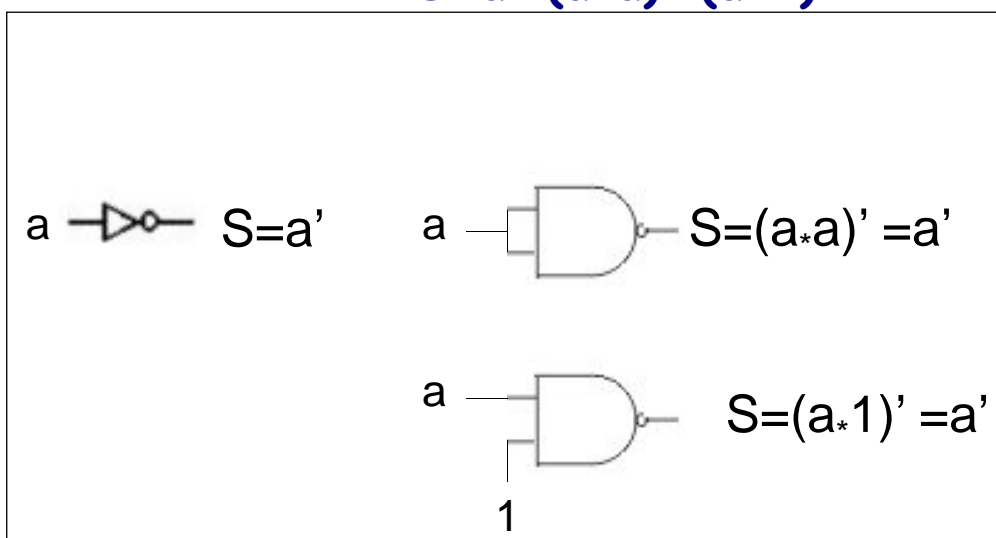 a S=a’ a S=(a*a)’ =a’
a S=(a*1)’ =a’
1